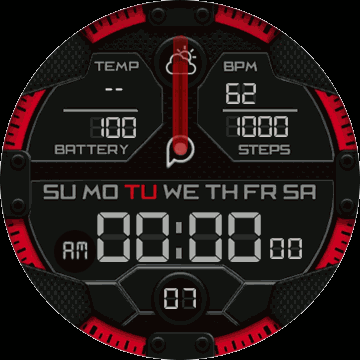 TEMP BPM
-- 62
100 1000
BATTERY STEPS
SU MO TU WE TH FR SA
AM 00:00 00
07